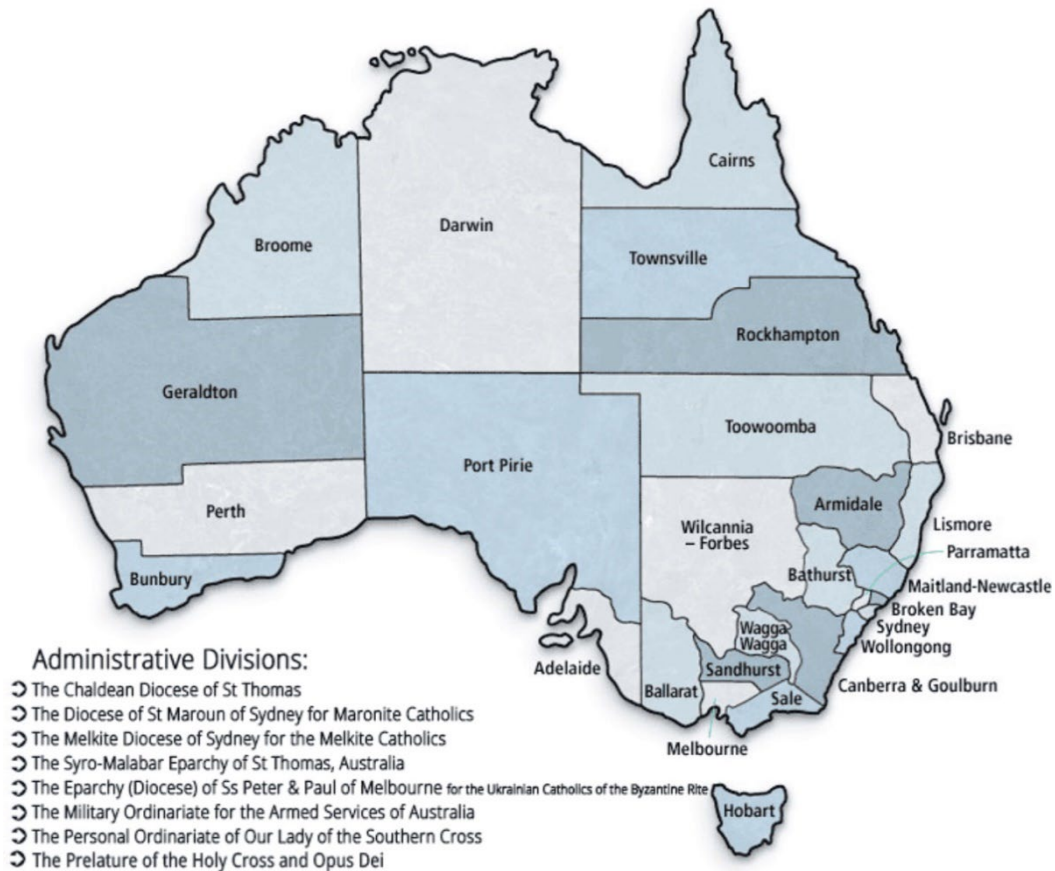 Cairns
Darwin
Broome
Townsville
Rockhampton
Geraldton
Toowoomba
Brisbane
Port Pirie
Armidale
Perth
Wilcannia
– Forbes
Lismore
Parramatta
Bunbury
Bathurst
Maitland-Newcastle
Broken Bay
Sydney
Wagga
Wagga
Wollongong
Adelaide
Sandhurst
Canberra & Goulburn
Ballarat
Sale
Melbourne
Hobart
Administrative Divisions:
The Chaldean Diocese of St Thomas
The Diocese of St Maroun of Sydney for Maronite Catholics
The Melkite Diocese of Sydney for the Melkite Catholics
The Syro-Malabar Eparchy of St Thomas, Australia
The Eparchy (Diocese) of Ss Peter & Paul of Melbourne for the Ukrainian Catholics of the Byzantine Rite
The Military Ordinariate for the Armed Services of Australia
The Personal Ordinariate of Our Lady of the Southern Cross
The Prelature of the Holy Cross and Opus Dei